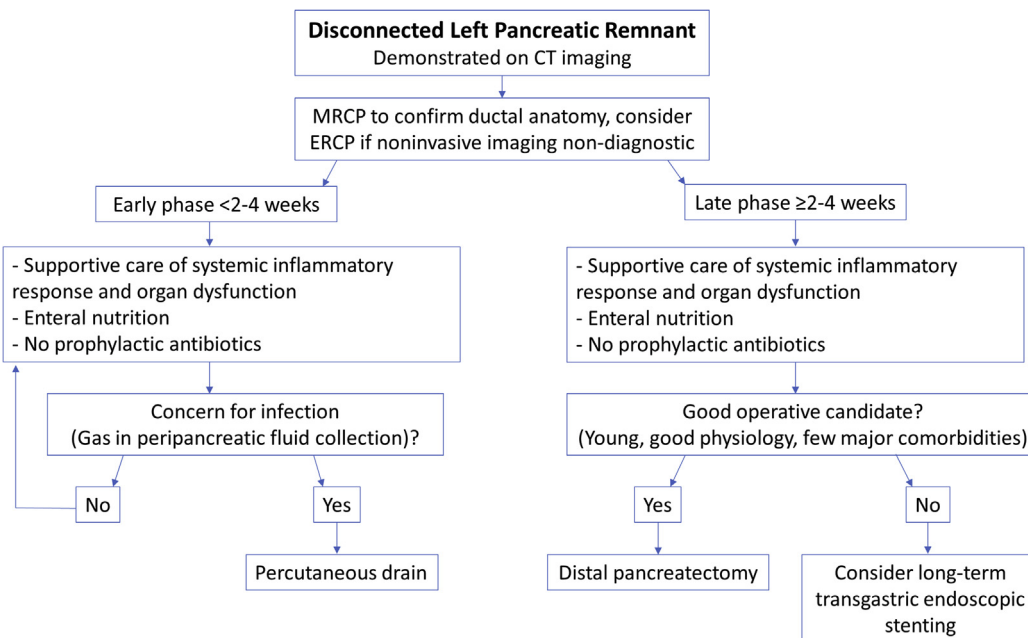 Disconnected Left Pancreatic Remnant
Demonstrated on CT imaging
MRCP to confirm ductal anatomy, consider
ERCP if noninvasive imaging non-diagnostic
Early phase <2-4 weeks
- Supportive care of systemic inflammatory
response and organ dysfunction
- Enteral nutrition
- No prophylactic antibiotics
Concern for infection
(Gas in peripancreatic fluid collection)?
No
Yes
Percutaneous drain
Late phase ≥2-4 weeks
- Supportive care of systemic inflammatory
response and organ dysfunction
- Enteral nutrition
- No prophylactic antibiotics
Good operative candidate?
(Young, good physiology, few major comorbidities)
Yes
No
Distal pancreatectomy
Consider long-term
transgastric endoscopic
stenting